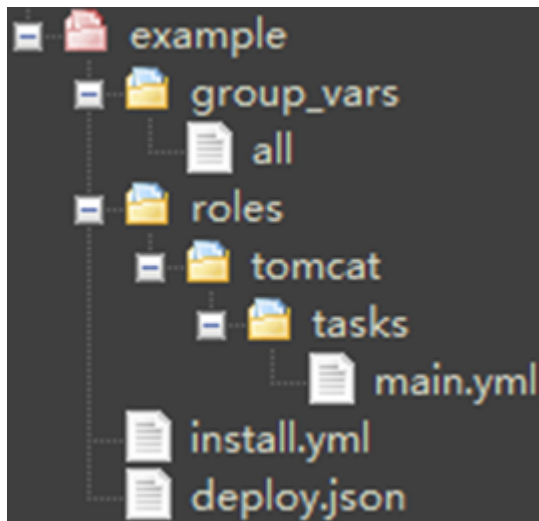 example
group_vars
all
roles
tomcat
tasks
main.yml
install.yml
deploy.json